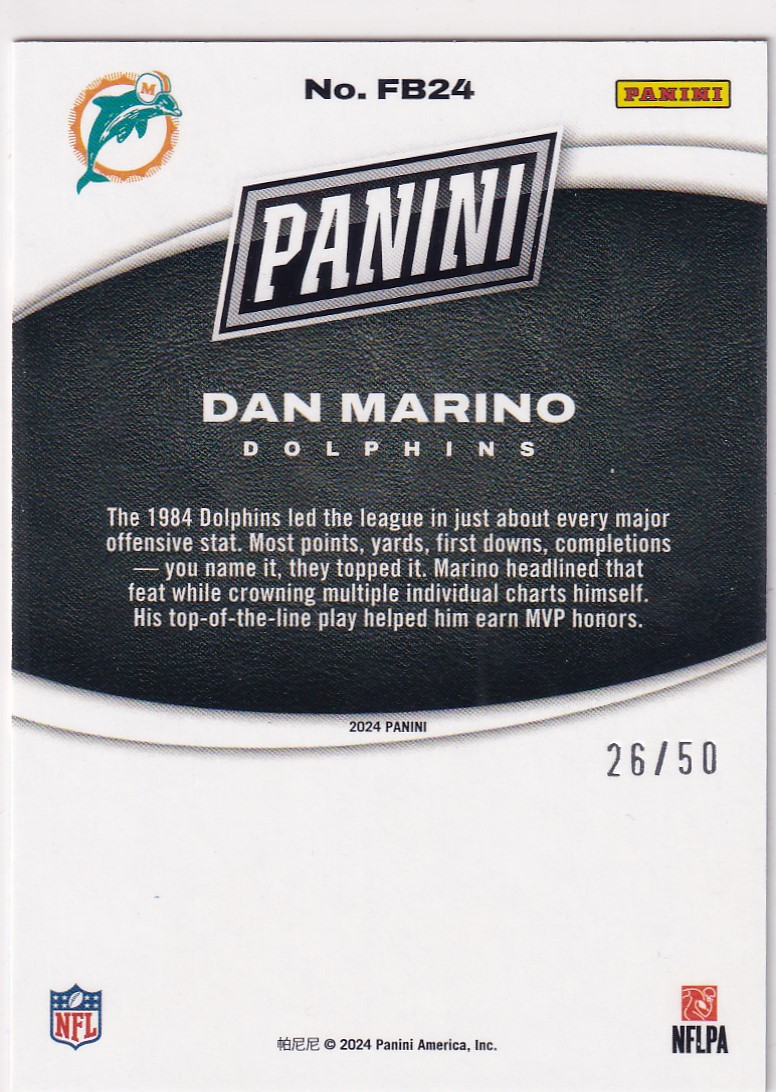 No. FB24
PANINI
M
PANINI
DAN MARINO
DOLPHINS
The 1984 Dolphins led the league in just about every major
offensive stat. Most points, yards, first downs, completions
— you name it, they topped it. Marino headlined that
feat while crowning multiple individual charts himself.
His top-of-the-line play helped him earn MVP honors.
2024 PANINI
26/50
NFL
帕尼尼 © 2024 Panini America, Inc.
NFLPA